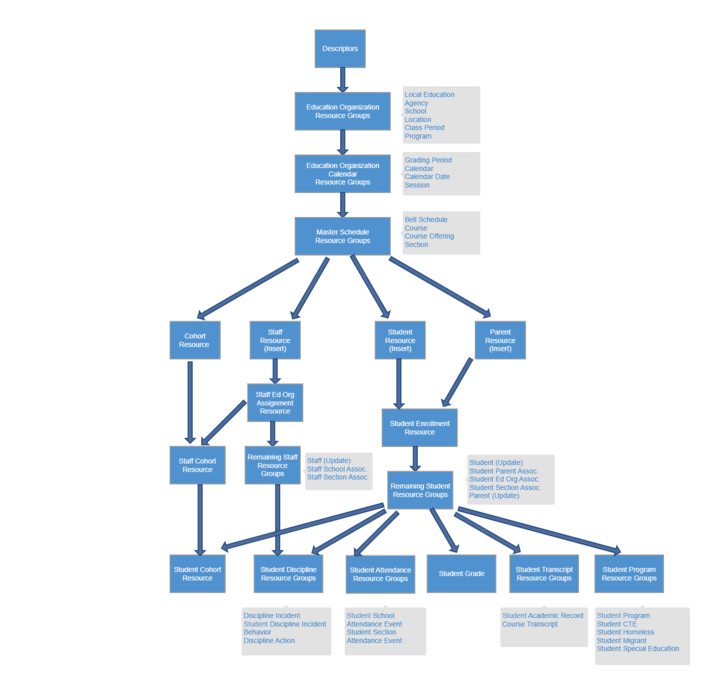 Descriptors
Education Organization
Resource Groups
Local Education
Agency
School
Location
Class Period
Program
Education Organization
Calendar
Resource Groups
Grading Period
Calendar
Calendar Date
Session
Master Schedule
Resource Groups
Bell Schedule
Course
Course Offering
Section
Cohort
Resource
Staff
Resource
(Insert)
Student
Resource
(Insert)
Parent
Resource
(Insert)
Staff Ed Org
Assignment
Resource
Student Enrollment
Resource
Staff Cohort
Resource
Remaining Staff
Resource
Groups
Staff (Update)
Staff School Assoc.
Staff Section Assoc.
Remaining Student
Resource Groups
Student (Update)
Student Parent Assoc.
Student Ed Org Assoc.
Student Section Assoc.
Parent (Update)
Student Cohort
Resource
Student Discipline
Resource Groups
Student Attendance
Resource Groups
Student Grade
Student Transcript
Resource Groups
Student Program
Resource Groups
Discipline Incident
Student Discipline Incident
Behavior
Discipline Action
Student School
Attendance Event
Student Section
Attendance Event
Student Academic Record
Course Transcript
Student Program
Student CTE
Student Homeless
Student Migrant
Student Special Education